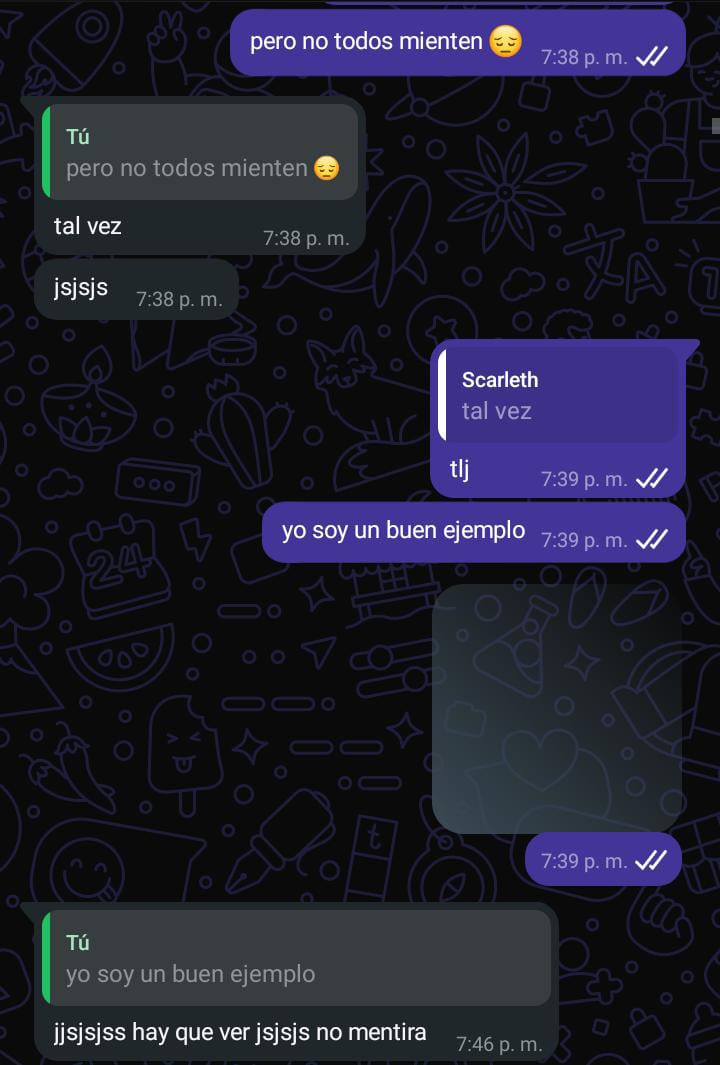 pero no todos mienten 😔 7:38 p. m.
Tú
pero no todos mienten 😔
tal vez 7:38 p. m.
jsjsjs 7:38 p. m.
Scarleth
tal vez
tlj 7:39 p. m.
yo soy un buen ejemplo 7:39 p. m.
24
7:39 p. m.
Tú
yo soy un buen ejemplo
jjsjsjss hay que ver jsjsjs no mentira 7:46 p. m.